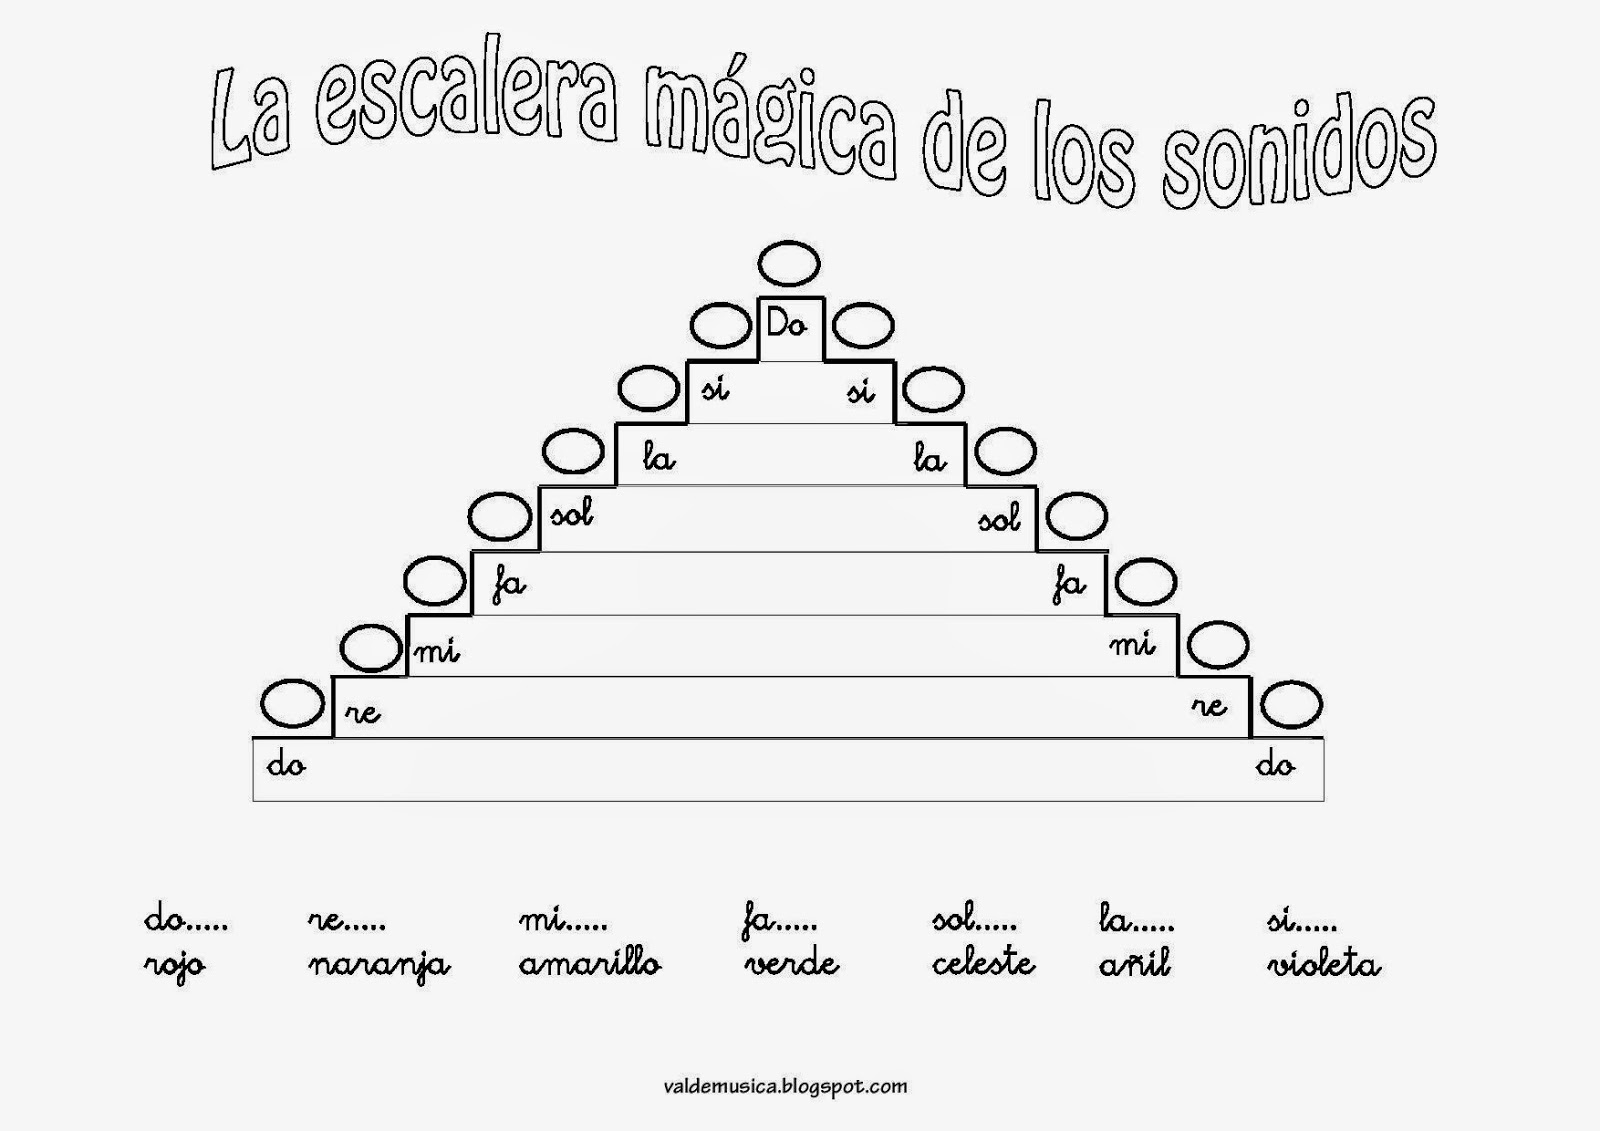 La escalera mágica de los sonidos
Do
si si
la la
sol sol
fa fa
mi mi
re re
do do
do..... re..... mi..... fa..... sol..... la..... si.....
rojo naranja amarillo verde celeste añil violeta
valdemusica.blogspot.com